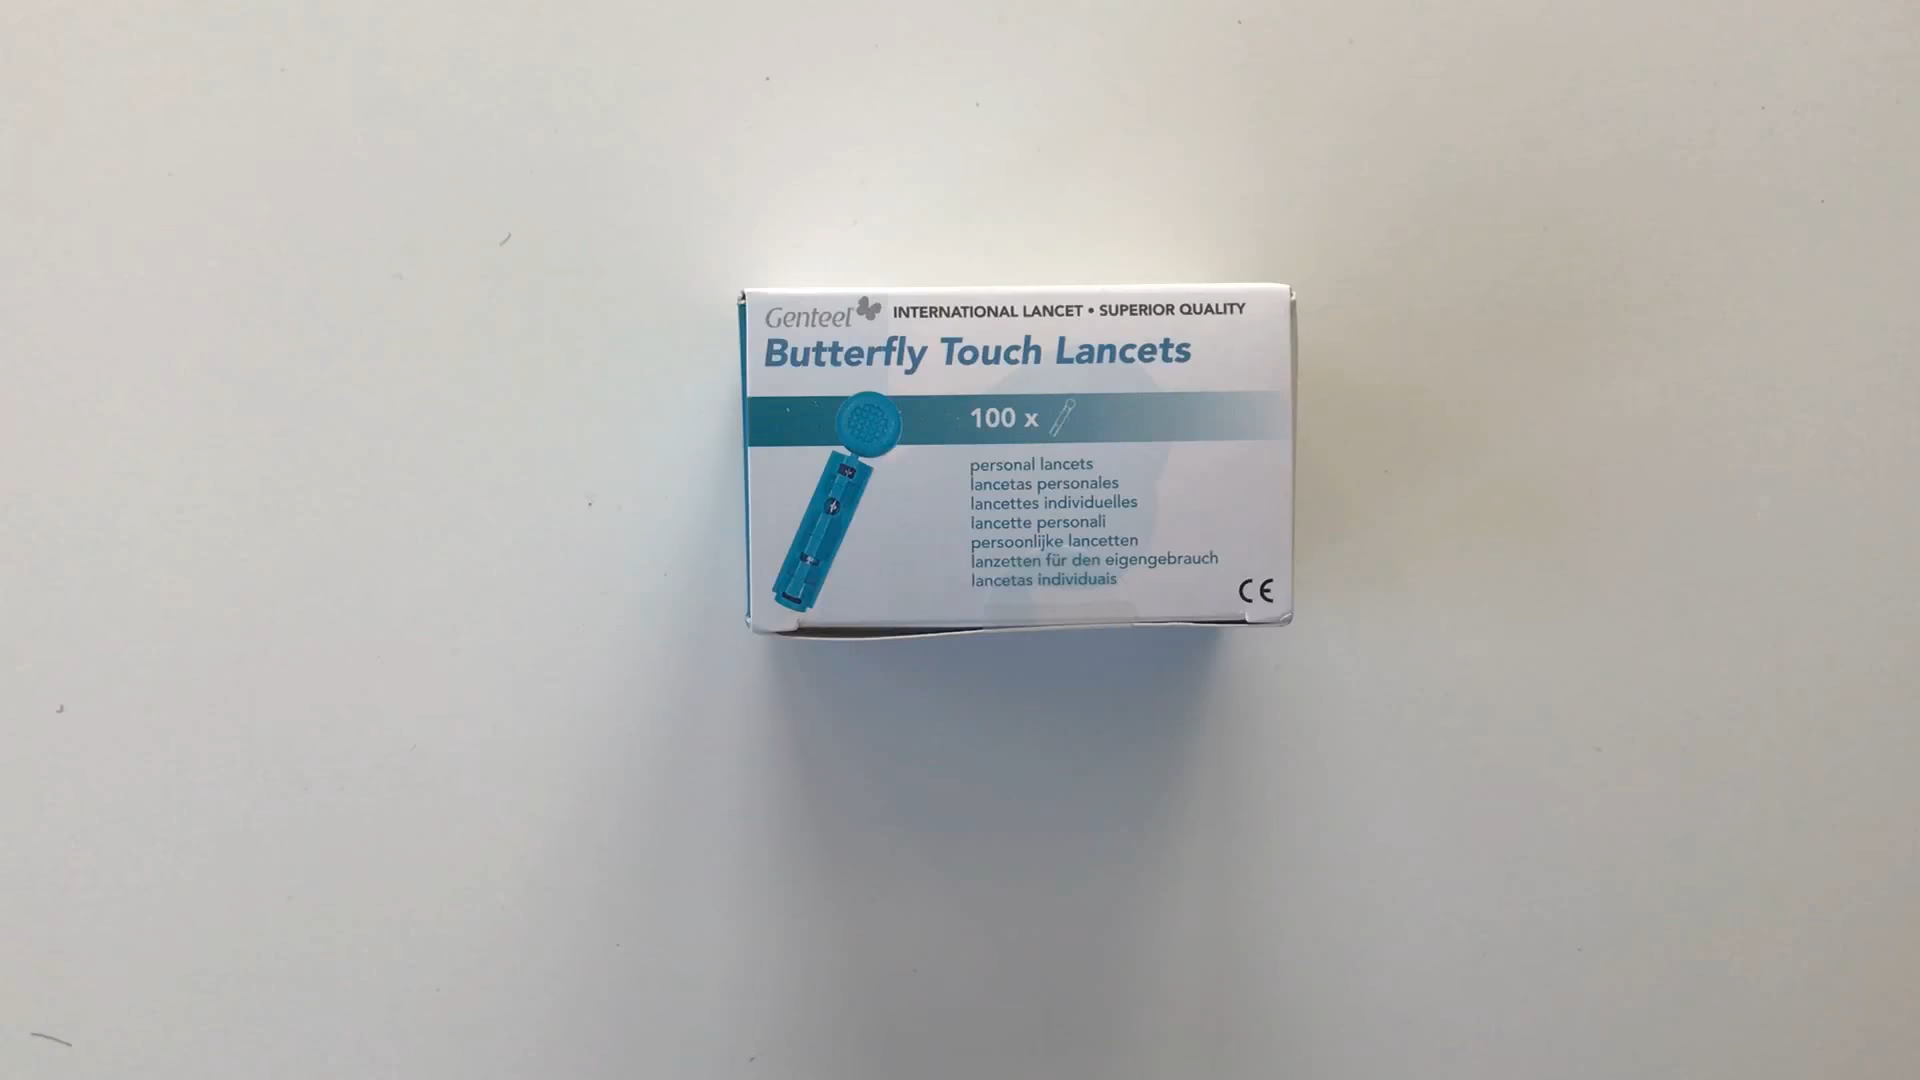 Genteel INTERNATIONAL LANCET • SUPERIOR QUALITY
Butterfly Touch Lancets
100 x
personal lancets
lancetas personales
lancettes individuelles
lancette personali
persoonlijke lancetten
lanzetten für den eigengebrauch
lancetas individuais
CE